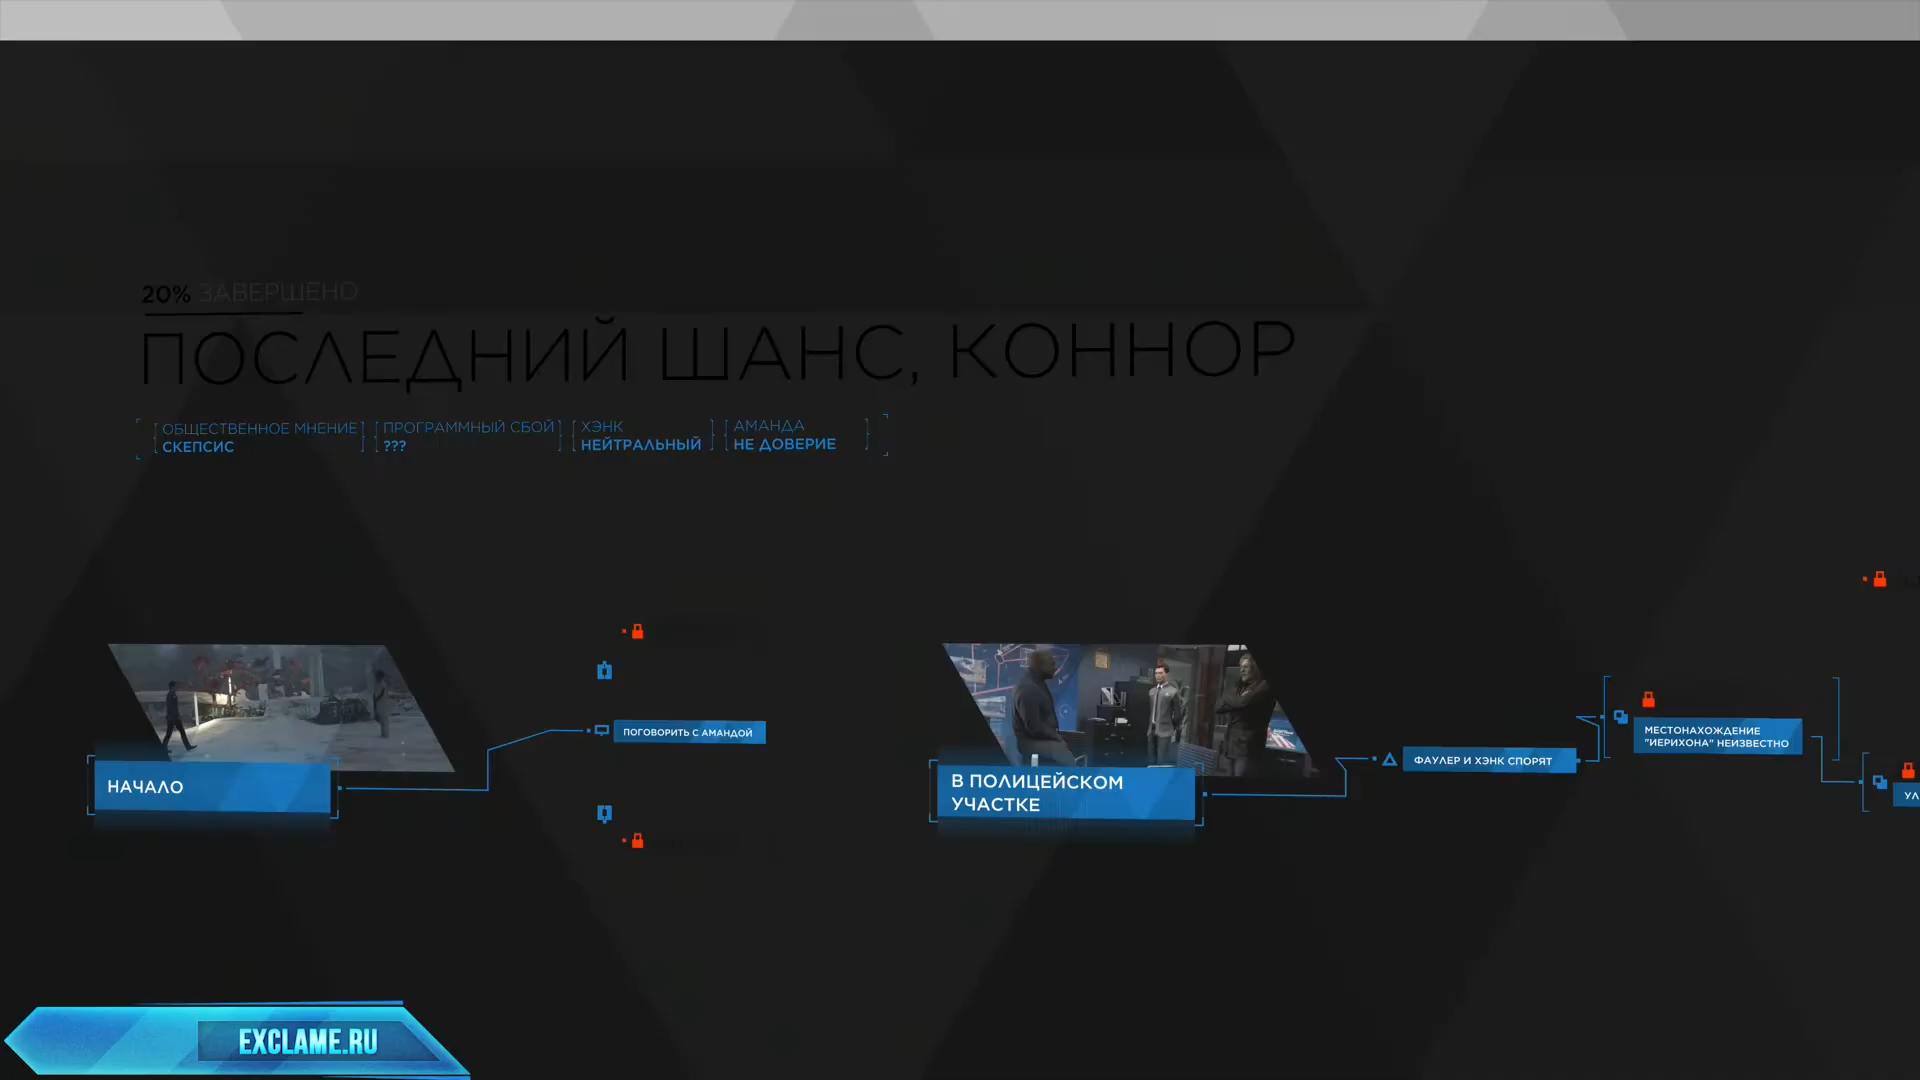 20% ЗАВЕРШЕНО
ПОСЛЕДНИЙ ШАНС, КОННОР
ОБЩЕСТВЕННОЕ МНЕНИЕ
СКЕПСИС
ПРОГРАММНЫЙ СБОЙ
???
ХЭНК
НЕЙТРАЛЬНЫЙ
АМАНДА
НЕ ДОВЕРИЕ
НАЧАЛО
ПОГОВОРИТЬ С АМАНДОЙ
В ПОЛИЦЕЙСКОМ
УЧАСТКЕ
ФАУЛЕР И ХЭНК СПОРЯТ
МЕСТОНАХОЖДЕНИЕ
"ИЕРИХОНА" НЕИЗВЕСТНО
УЛ
EXCLAME.RU